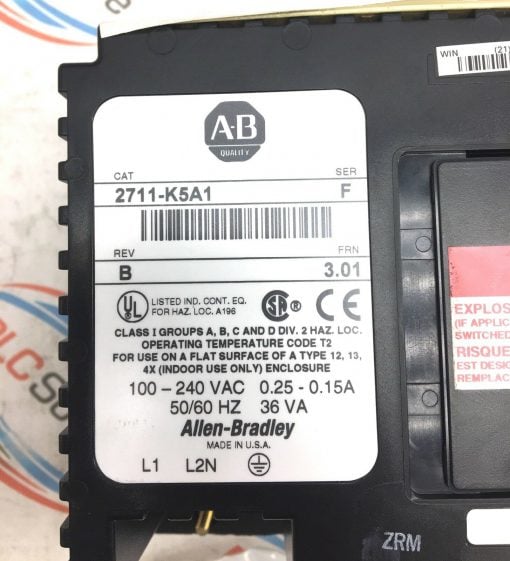 WIN (21)
A-B
QUALITY
CAT SER
2711-K5A1 F
REV FRN
B 3.01
UL LISTED IND. CONT. EQ.
FOR HAZ. LOC. A196
CLASS I GROUPS A, B, C AND D DIV. 2 HAZ. LOC.
OPERATING TEMPERATURE CODE T2
FOR USE ON A FLAT SURFACE OF A TYPE 12, 13,
4X (INDOOR USE ONLY) ENCLOSURE
100-240 VAC 0.25 - 0.15A
50/60 HZ 36 VA
Allen-Bradley
MADE IN U.S.A.
L1 L2N
EXPLOS
(IF APPLIC
SWITCHED
RISQUE
EST DESIG
REMPLAC
ZRM